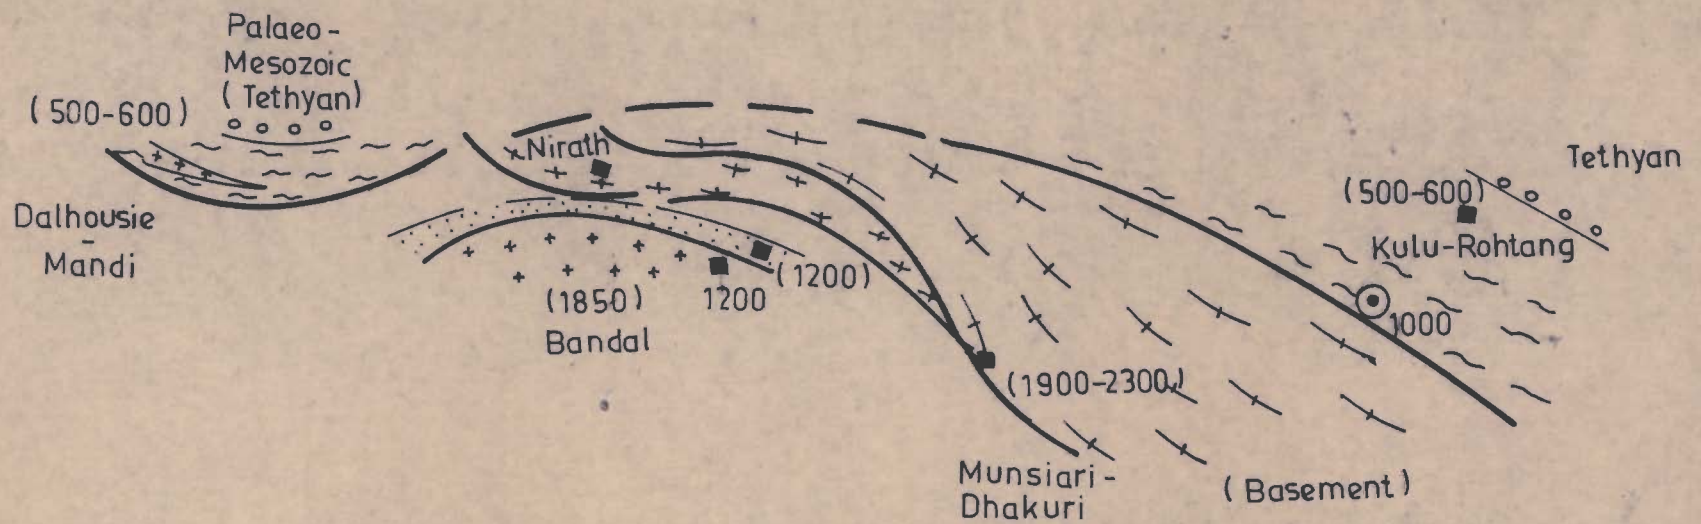 Palaeo-
Mesozoic
(Tethyan)
(500-600)
Dalhousie
-
Mandi
Nirath
(1850)
Bandal
1200
(1200)
(1900-2300)
Munsiari-
Dhakuri
(Basement)
Tethyan
(500-600)
Kulu-Rohtang
1000